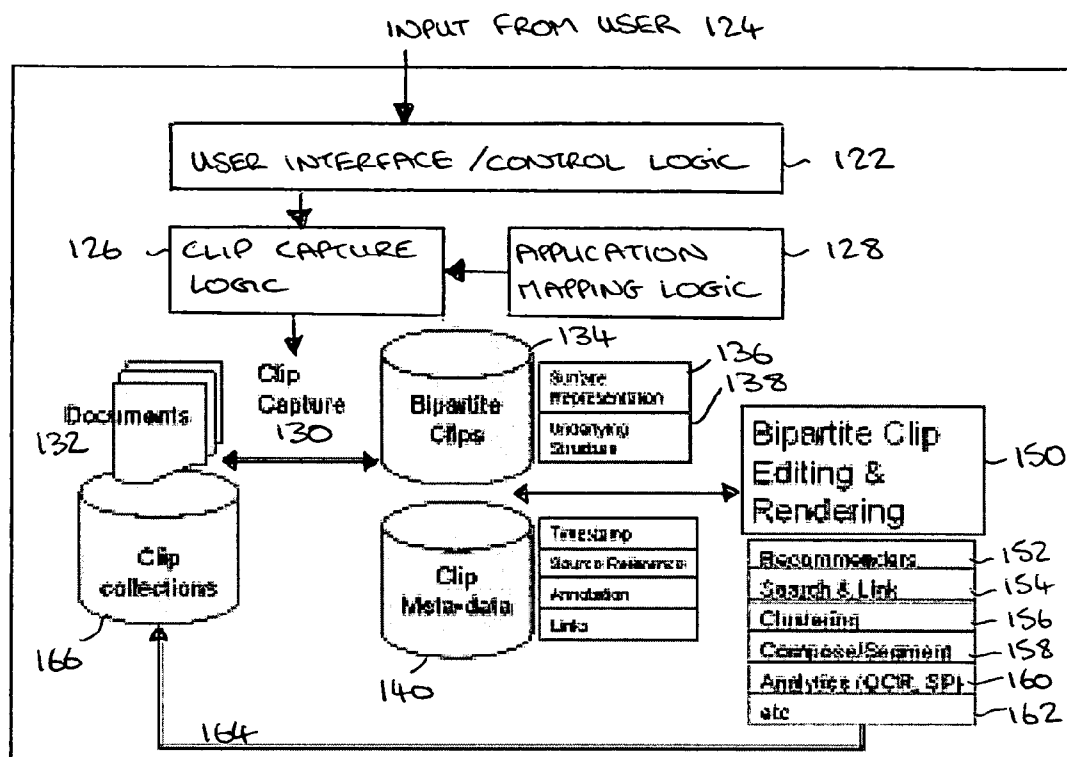 INPUT FROM USER 124
USER INTERFACE /CONTROL LOGIC
122
126
CLIP CAPTURE
LOGIC
APPLICATION
MAPPING LOGIC
128
134
Clip
Capture
130
Documents
132
Bipartite
Clips
Surface
Representation
136
138
Underlying
Structure
Bipartite Clip
Editing &
Rendering
150
Clip
collections
166
Clip
Meta-data
140
Timestamp
Source Reference
Annotation
Links
Recommenders
152
Search & Link
154
Clustering
156
Compose/Segment
158
Analytics (OCR, SP)
160
etc
162
164